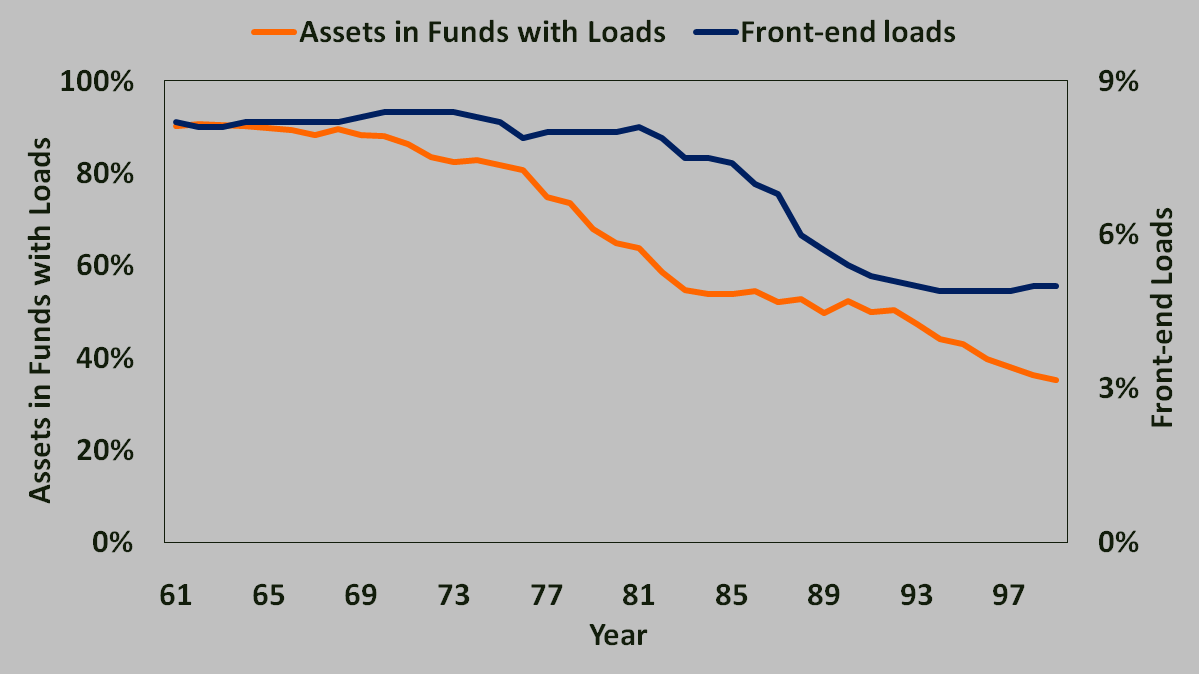 Assets in Funds with Loads Front-end loads
100%
80%
60%
40%
20%
0%
Assets in Funds with Loads
9%
6%
3%
0%
Front-end Loads
61 65 69 73 77 81 85 89 93 97
Year